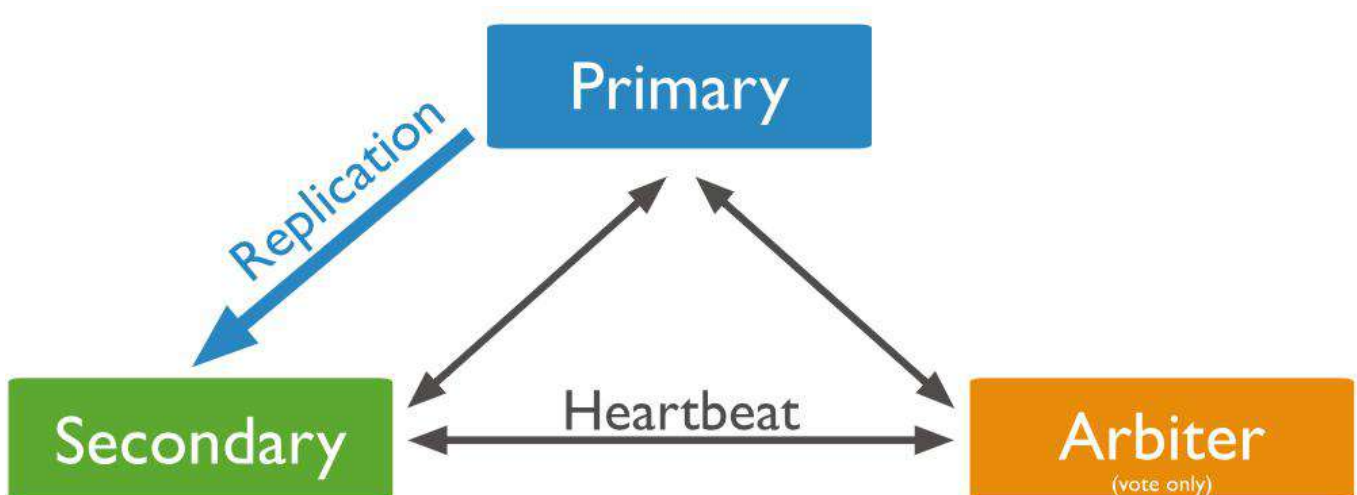 Primary
Replication
Heartbeat
Secondary
Arbiter
(vote only)